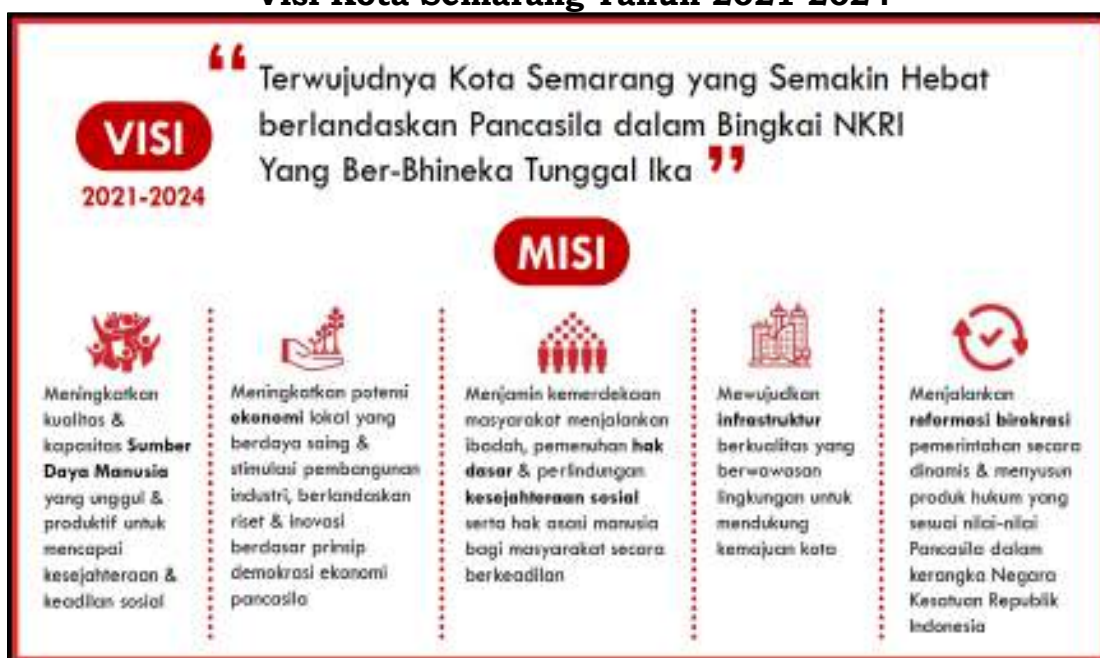 Visi Kota Semarang Tahun 2021-2024
“ Terwujudnya Kota Semarang yang Semakin Hebat
berlandaskan Pancasila dalam Bingkai NKRI
Yang Ber-Bhineka Tunggal Ika ”
VISI
2021-2024
MISI
Meningkatkan
kualitas &
kapasitas Sumber
Daya Manusia
yang unggul &
produktif untuk
mencapai
kesejahteraan &
keadilan sosial
Meningkatkan potensi
ekonomi lokal yang
berdaya saing &
stimulasi pembangunan
industri, berlandaskan
riset & inovasi
berdasar prinsip
demokrasi ekonomi
pancasila
Menjamin kemerdekaan
masyarakat menjalankan
ibadah, pemenuhan hak
dasar & perlindungan
kesejahteraan sosial
serta hak asasi manusia
bagi masyarakat secara
berkeadilan
Mewujudkan
infrastruktur
berkualitas yang
berwawasan
lingkungan untuk
mendukung
kemajuan kota
Menjalankan
reformasi birokrasi
pemerintahan secara
dinamis & menyusun
produk hukum yang
sesuai nilai-nilai
Pancasila dalam
kerangka Negara
Kesatuan Republik
Indonesia